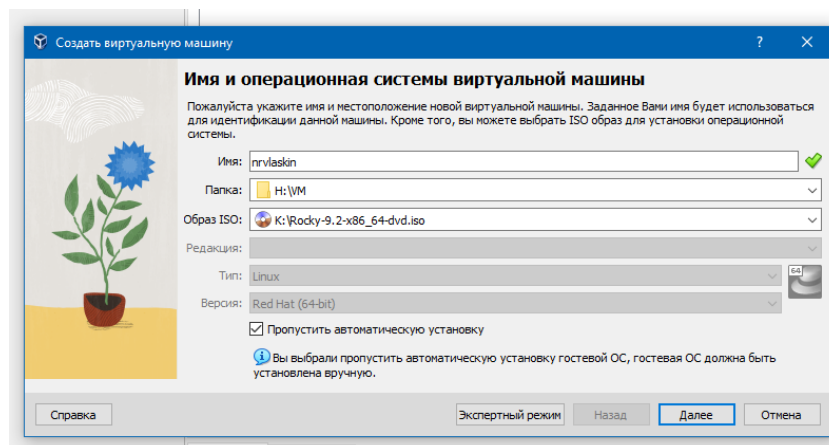 Создать виртуальную машину
?
Имя и операционная системы виртуальной машины
Пожалуйста укажите имя и местоположение новой виртуальной машины. Заданное Вами имя будет использоваться
для идентификации данной машины. Кроме того, вы можете выбрать ISO образ для установки операционной
системы.
Имя: nrvlaskin
Папка: H:\VM
Образ ISO: K:\Rocky-9.2-x86_64-dvd.iso
Редакция:
Тип: Linux
64
Версия: Red Hat (64-bit)
Пропустить автоматическую установку
Вы выбрали пропустить автоматическую установку гостевой ОС, гостевая ОС должна быть
установлена вручную.
Справка Экспертный режим Назад Далее Отмена